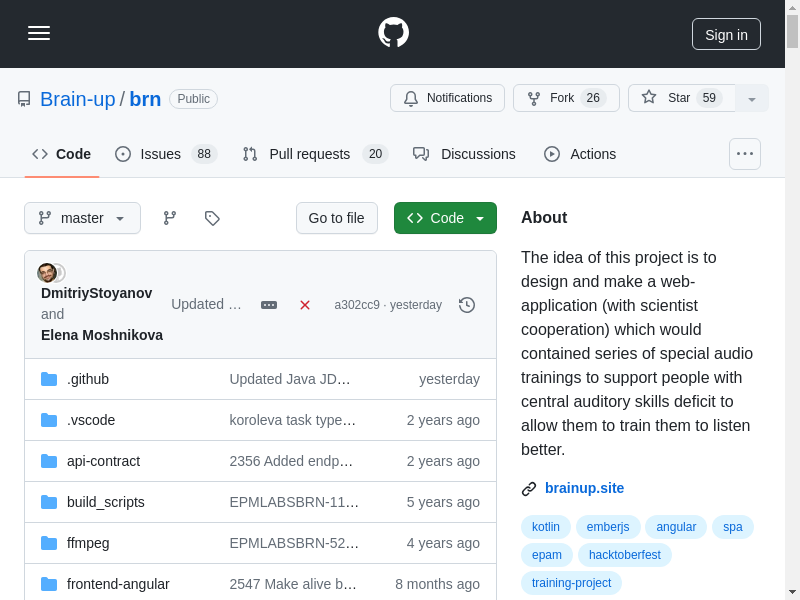 Sign in
Brain-up / brn Public
Notifications
Fork 26
Star 59
Code
Issues 88
Pull requests 20
Discussions
Actions
master
Go to file
Code
DmitriyStoyanov
and
Elena Moshnikova
Updated …
a302cc9 · yesterday
.github Updated Java JD… yesterday
.vscode koroleva task type… 2 years ago
api-contract 2356 Added endp… 2 years ago
build_scripts EPMLABSBRN-11… 5 years ago
ffmpeg EPMLABSBRN-52… 4 years ago
frontend-angular 2547 Make alive b… 8 months ago
About
The idea of this project is to
design and make a web-
application (with scientist
cooperation) which would
contained series of special audio
trainings to support people with
central auditory skills deficit to
allow them to train them to listen
better.
brainup.site
kotlin emberjs angular spa
epam hacktoberfest
training-project